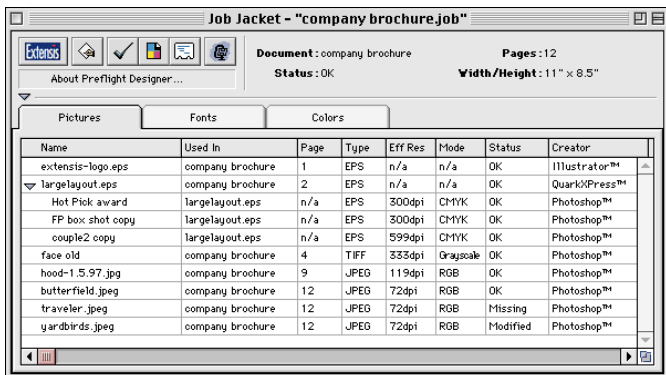 Job Jacket – "company brochure.job"
Extensis
About Preflight Designer...
Document: company brochure
Pages: 12
Status: OK
Width/Height: 11" x 8.5"
Pictures Fonts Colors
Name Used In Page Type Eff Res Mode Status Creator
extensis-logo.eps company brochure 1 EPS n/a n/a OK Illustrator™
largelayout.eps company brochure 2 EPS n/a n/a OK QuarkXPress™
Hot Pick award largelayout.eps n/a EPS 300dpi CMYK OK Photoshop™
FP box shot copy largelayout.eps n/a EPS 300dpi CMYK OK Photoshop™
couple2 copy largelayout.eps n/a EPS 599dpi CMYK OK Photoshop™
face old company brochure 4 TIFF 333dpi Grayscale OK Photoshop™
hood-1.5.97.jpg company brochure 9 JPEG 119dpi RGB OK Photoshop™
butterfield.jpeg company brochure 12 JPEG 72dpi RGB OK Photoshop™
traveler.jpeg company brochure 12 JPEG 72dpi RGB Missing Photoshop™
yardbirds.jpeg company brochure 12 JPEG 72dpi RGB Modified Photoshop™